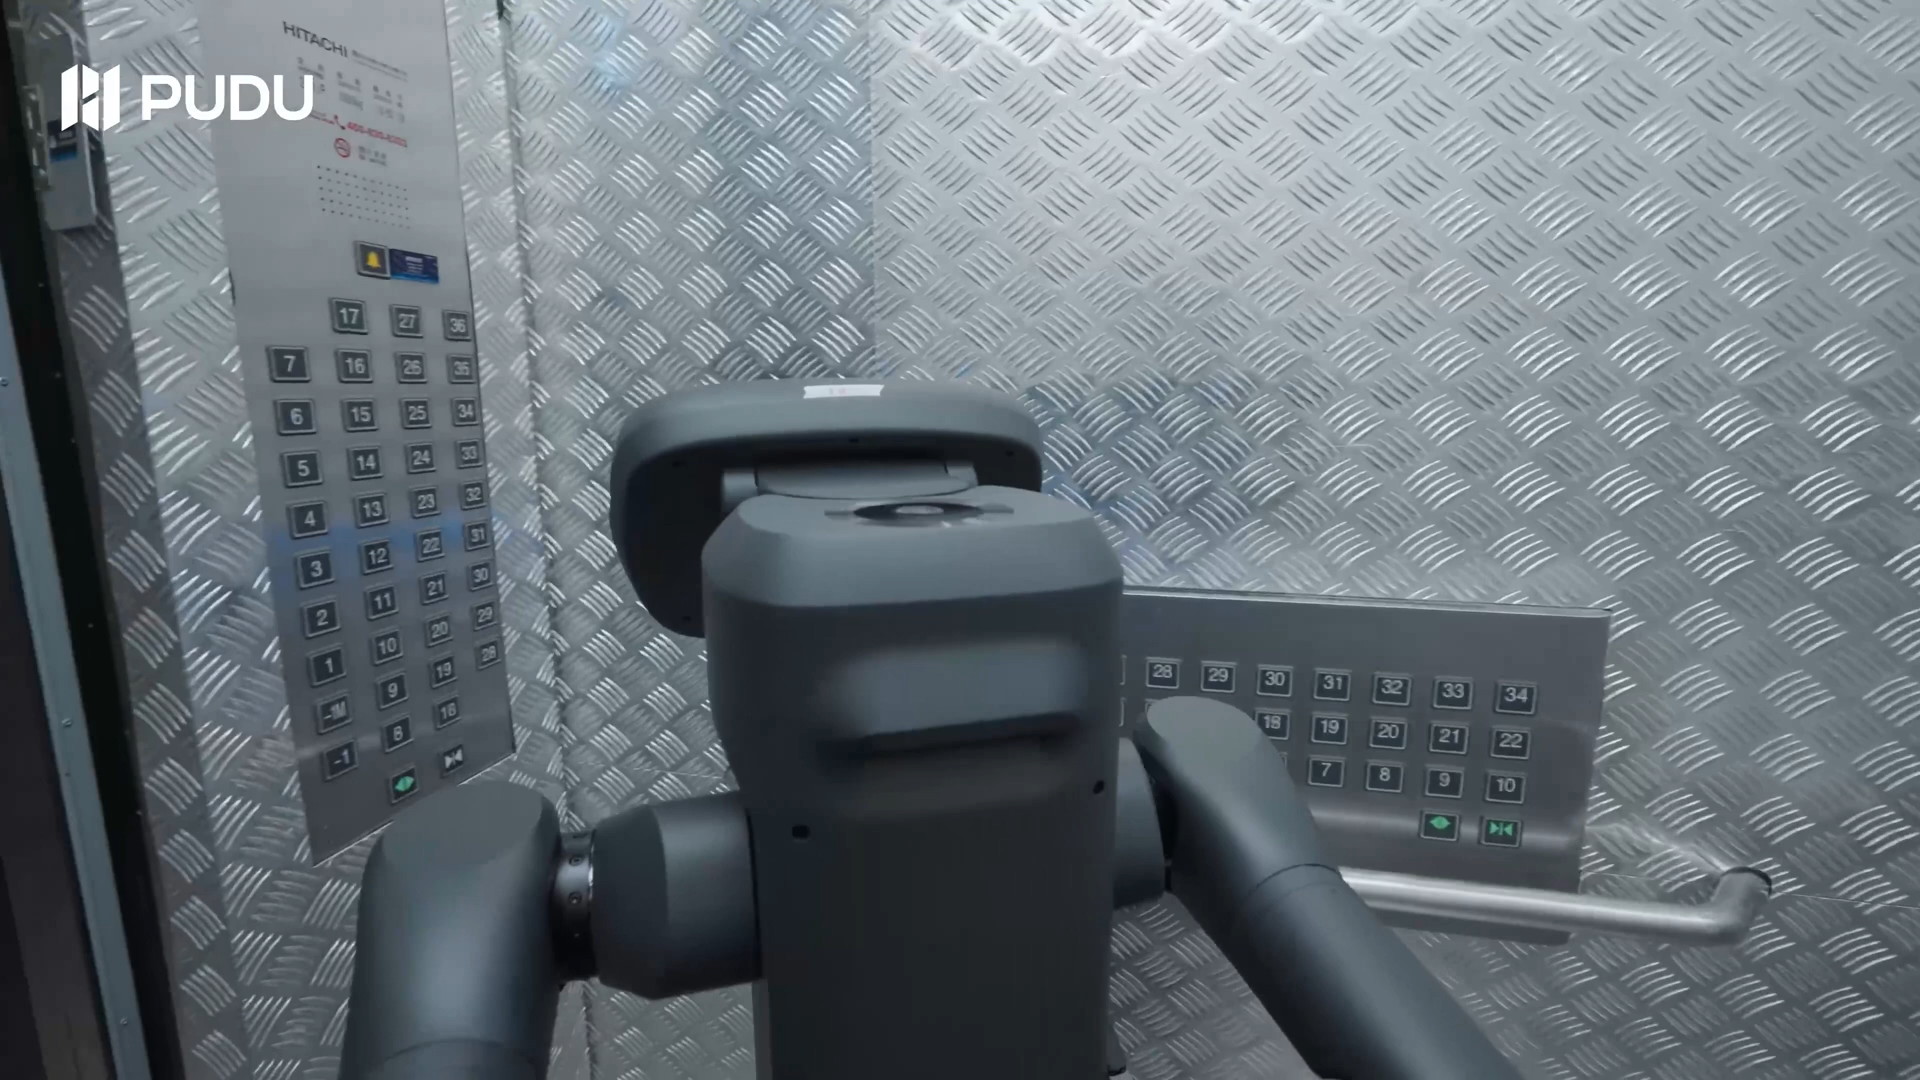 PUDU
HITACHI
17 27 36
7 16 26 35
6 15 25 34
5 14 24 33
4 13 23 32
3 12 22 31
2 11 21 30
1 10 20 29
-1M 9 19 28
-1 8 18
28 29 30 31 32 33 34
18 19 20 21 22
7 8 9 10